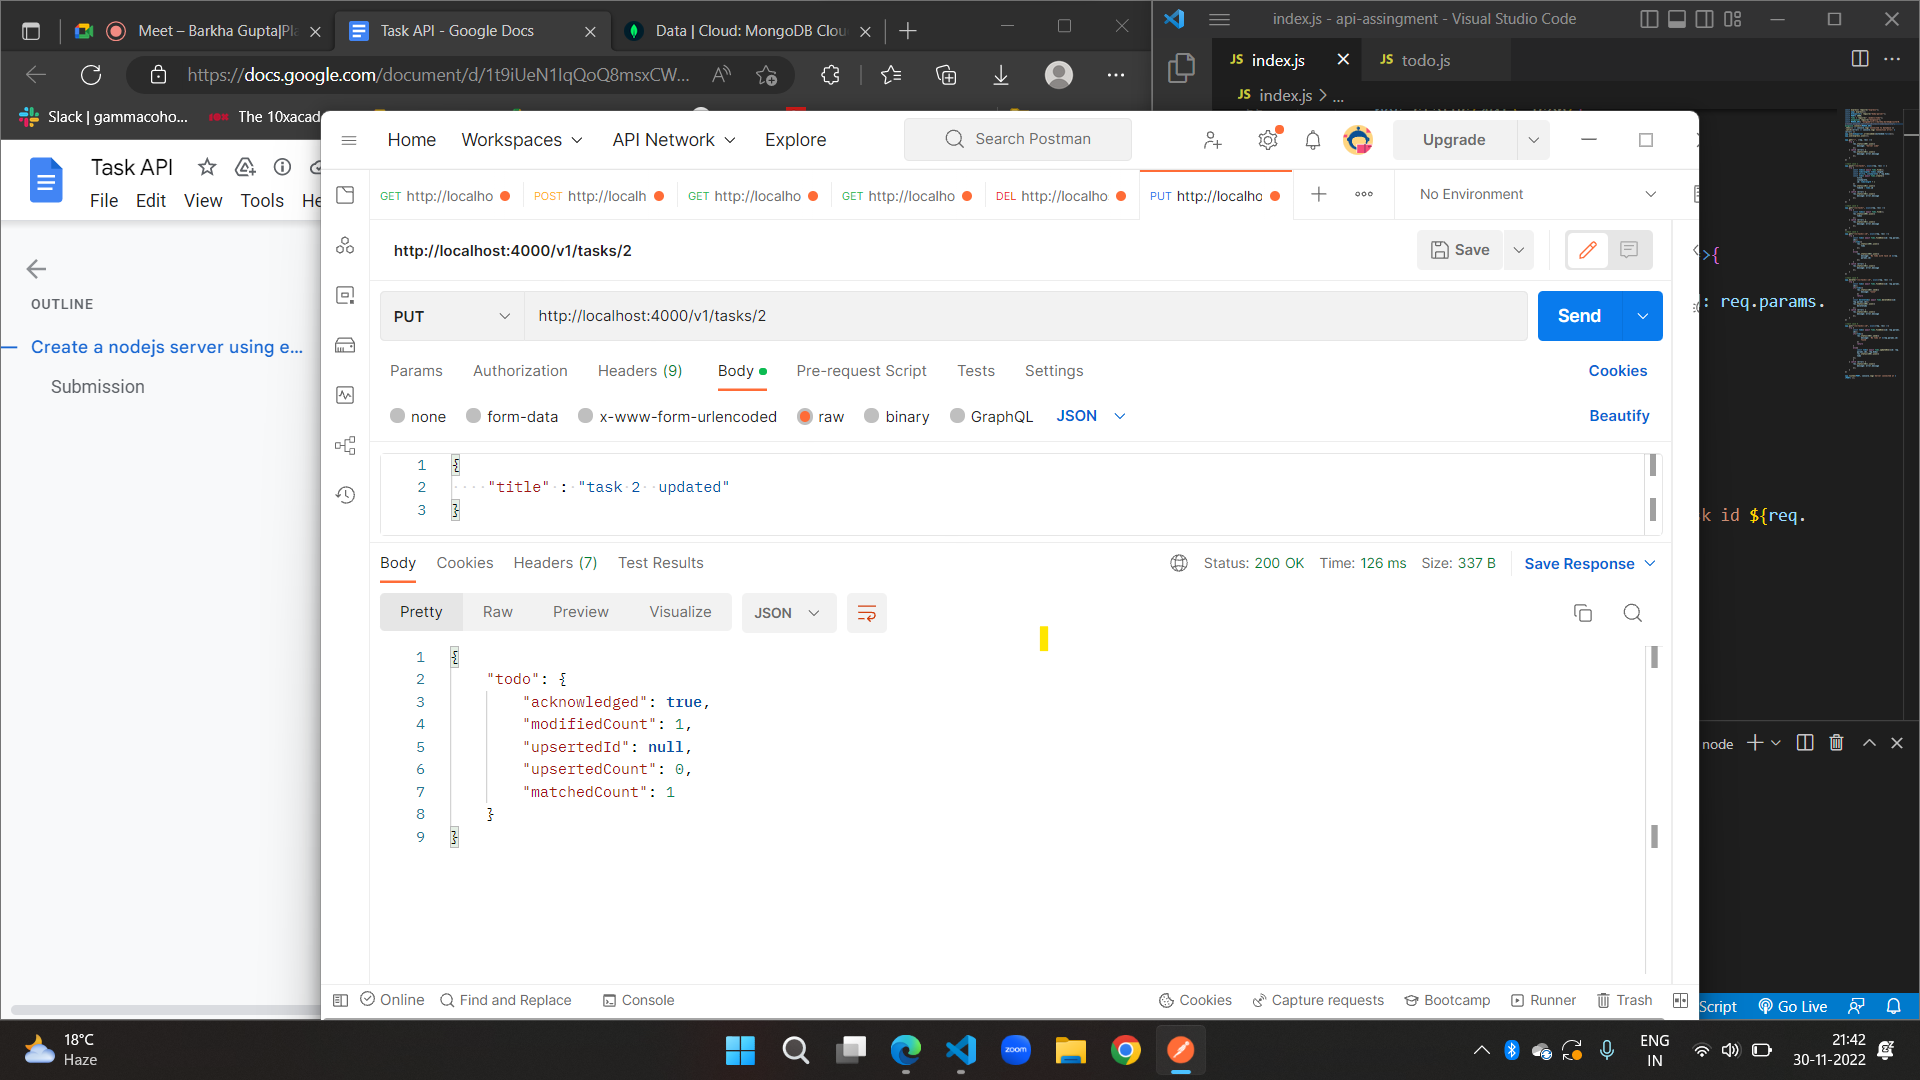 Meet – Barkha Gupta|Pla
Task API - Google Docs
Data | Cloud: MongoDB Clou
index.js - api-assingment - Visual Studio Code
https://docs.google.com/document/d/1t9iUeN1IqQoQ8msxCW...
JS index.js
JS todo.js
JS index.js > ...
Slack | gammacoho...
The 10xacad
Home
Workspaces
API Network
Explore
Search Postman
Upgrade
Task API
File Edit View Tools He
GET http://localho
POST http://localh
GET http://localho
GET http://localho
DEL http://localho
PUT http://localho
No Environment
http://localhost:4000/v1/tasks/2
Save
>{
OUTLINE
: req.params.
PUT
http://localhost:4000/v1/tasks/2
Send
Create a nodejs server using e...
Submission
Params
Authorization
Headers (9)
Body
Pre-request Script
Tests
Settings
Cookies
none
form-data
x-www-form-urlencoded
raw
binary
GraphQL
JSON
Beautify
1 {
2 "title" : "task 2  updated"
3 }
k id ${req.
Body
Cookies
Headers (7)
Test Results
Status: 200 OK
Time: 126 ms
Size: 337 B
Save Response
Pretty
Raw
Preview
Visualize
JSON
1 {
2 "todo": {
3 "acknowledged": true,
4 "modifiedCount": 1,
5 "upsertedId": null,
6 "upsertedCount": 0,
7 "matchedCount": 1
8 }
9 }
node
Online
Find and Replace
Console
Cookies
Capture requests
Bootcamp
Runner
Trash
Script
Go Live
18°C
Haze
zoom
ENG
IN
21:42
30-11-2022